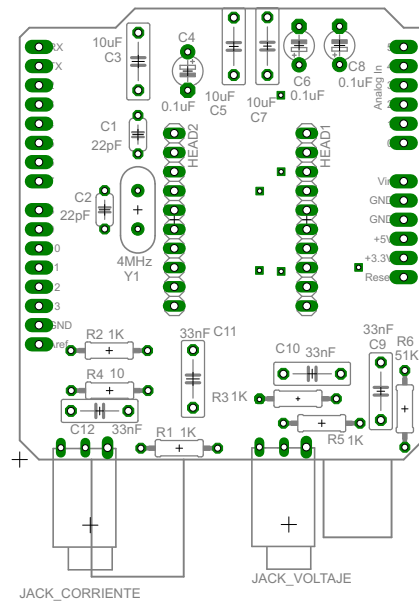 RX
TX
10uF
C3
C4
0.1uF
10uF
C5
10uF
C7
C6
0.1uF
C8
0.1uF
Analog In
C1
22pF
HEAD2
HEAD1
C2
22pF
4MHz
Y1
Vin
GND
GND
+5V
+3.3V
Reset
0
1
2
3
GND
Aref
R2 1K
33nF
C11
R4 10
C12
33nF
R1 1K
C10
33nF
R3
1K
R5
1K
33nF
C9
R6
51K
JACK_CORRIENTE
JACK_VOLTAJE